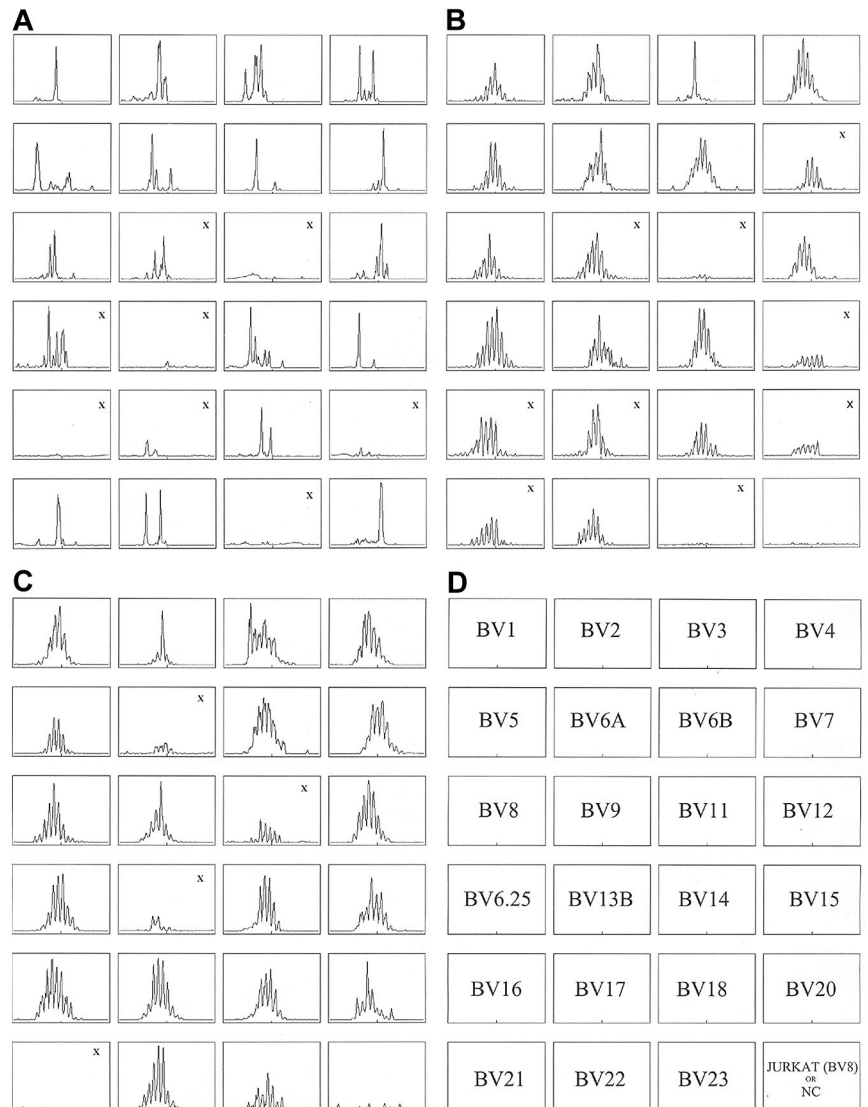 A
B
x
x x
x x
x x
x x x
x x x x x x
x x x
C
D
BV1 BV2 BV3 BV4
x
BV5 BV6A BV6B BV7
x
BV8 BV9 BV11 BV12
x
BV6.25 BV13B BV14 BV15
BV16 BV17 BV18 BV20
x
BV21 BV22 BV23 JURKAT (BV8)
OR
NC